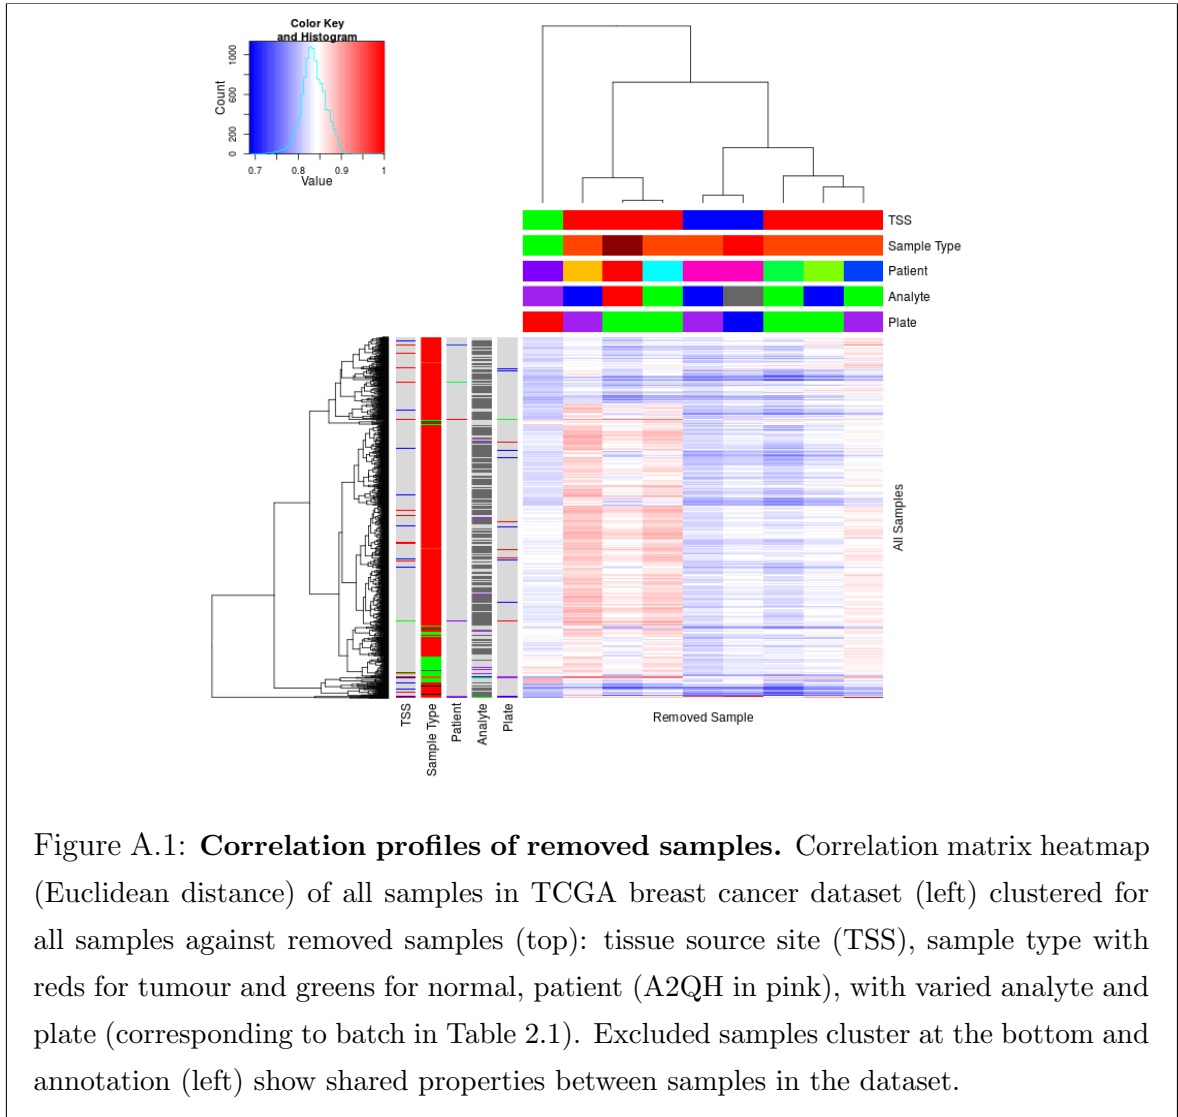 Color Key
and Histogram
Count
0
200
600
1000
0.7
0.8
0.9
1
Value
TSS
Sample Type
Patient
Analyte
Plate
All Samples
TSS
Sample Type
Patient
Analyte
Plate
Removed Sample
Figure A.1: Correlation profiles of removed samples. Correlation matrix heatmap
(Euclidean distance) of all samples in TCGA breast cancer dataset (left) clustered for
all samples against removed samples (top): tissue source site (TSS), sample type with
reds for tumour and greens for normal, patient (A2QH in pink), with varied analyte and
plate (corresponding to batch in Table 2.1). Excluded samples cluster at the bottom and
annotation (left) show shared properties between samples in the dataset.